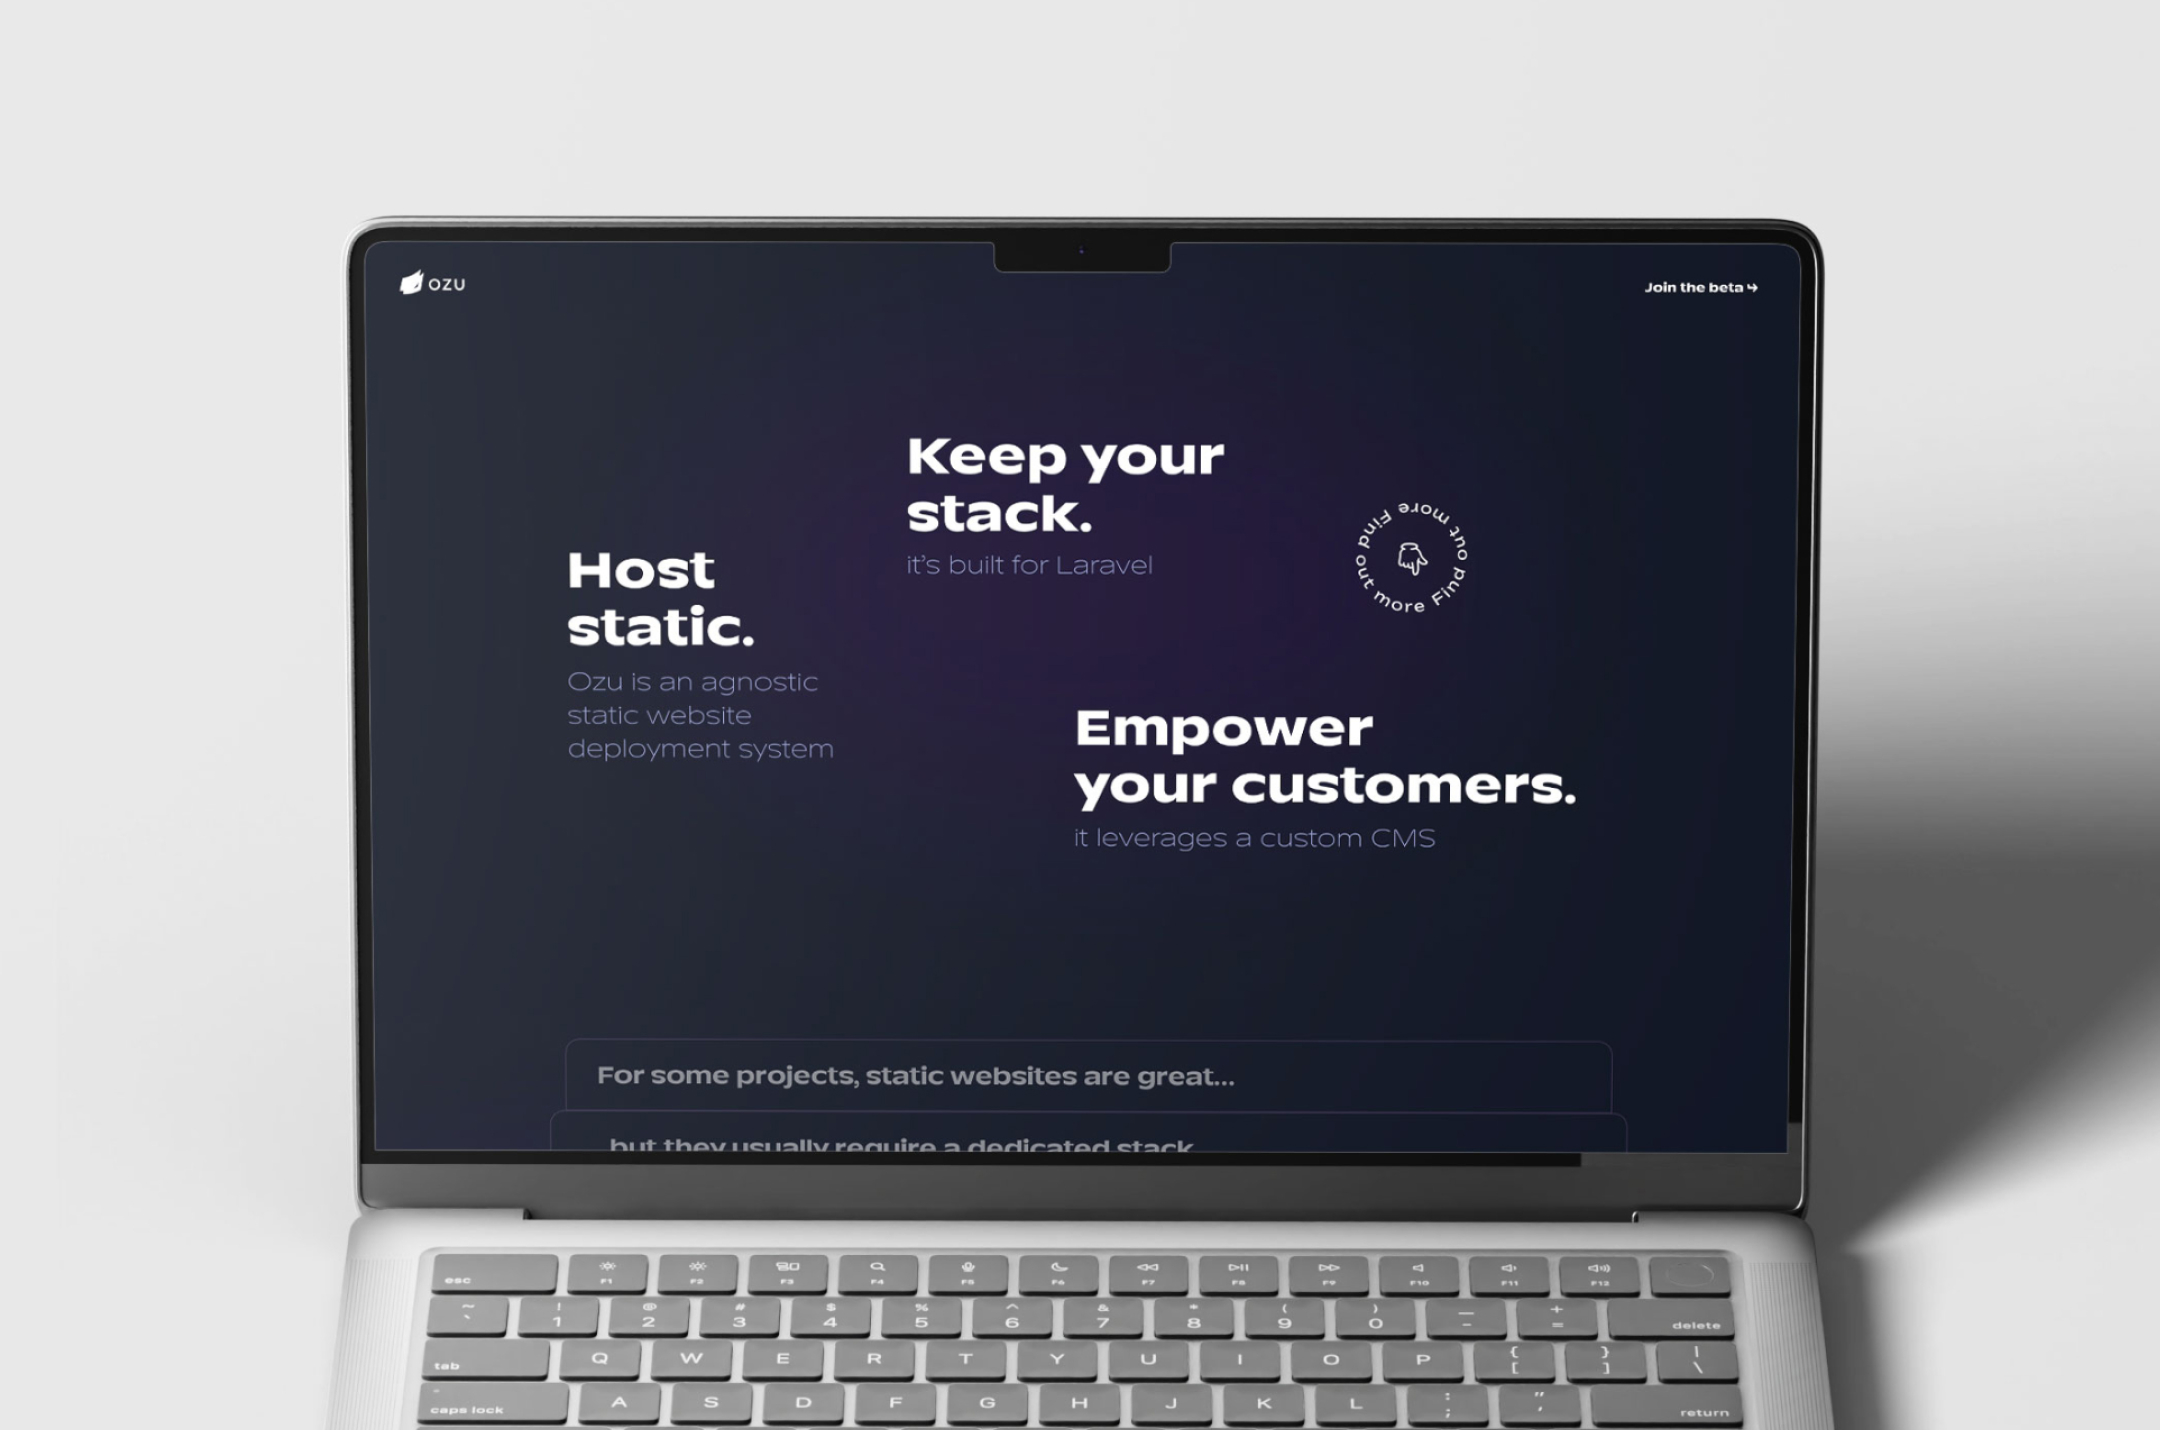 OZU
Join the beta ↪
Keep your
stack.
it's built for Laravel
Find out more Find out more
Host
static.
Ozu is an agnostic
static website
deployment system
Empower
your customers.
it leverages a custom CMS
For some projects, static websites are great...
but they usually require a dedicated stack
esc F1 F2 F3 F4 F5 F6 F7 F8 F9 F10 F11 F12
~ ` ! 1 @ 2 # 3 $ 4 % 5 ^ 6 & 7 * 8 ( 9 ) 0 — - + = delete
tab Q W E R T Y U I O P { [ } ] | \
caps lock A S D F G H J K L : ; " ' return